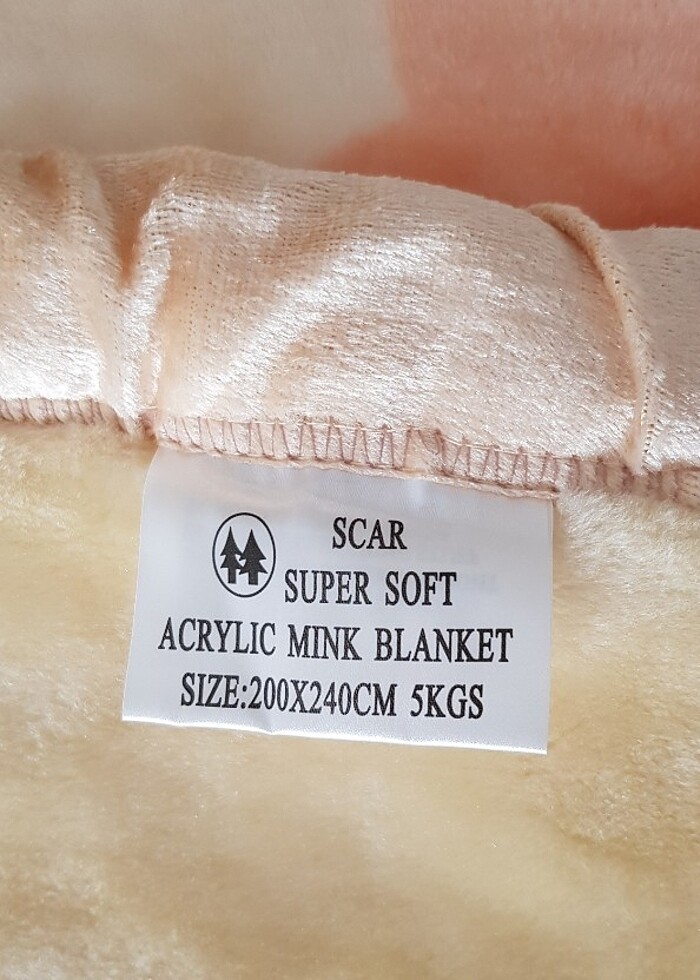 SCAR
SUPER SOFT
ACRYLIC MINK BLANKET
SIZE:200X240CM 5KGS